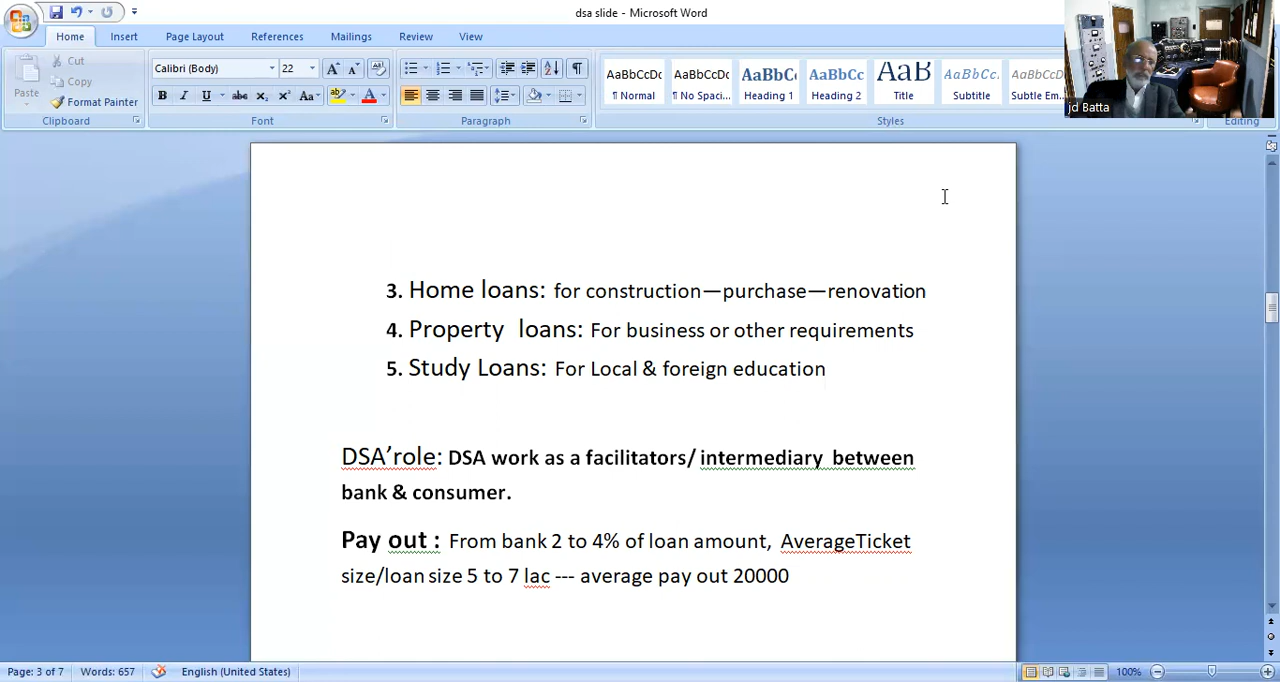 dsa slide - Microsoft Word
Home Insert Page Layout References Mailings Review View
Paste Cut Copy Format Painter
Calibri (Body) 22
AaBbCcDc AaBbCcDc AaBbC AaBbCc AaB AaBbCc. AaBbCcDc
¶ Normal ¶ No Spaci... Heading 1 Heading 2 Title Subtitle Subtle Em...
Clipboard Font Paragraph Styles Editing
jd Batta
3. Home loans: for construction—purchase—renovation
4. Property loans: For business or other requirements
5. Study Loans: For Local & foreign education
DSA’role: DSA work as a facilitators/ intermediary between
bank & consumer.
Pay out : From bank 2 to 4% of loan amount, AverageTicket
size/loan size 5 to 7 lac --- average pay out 20000
Page: 3 of 7 Words: 657 English (United States) 100%